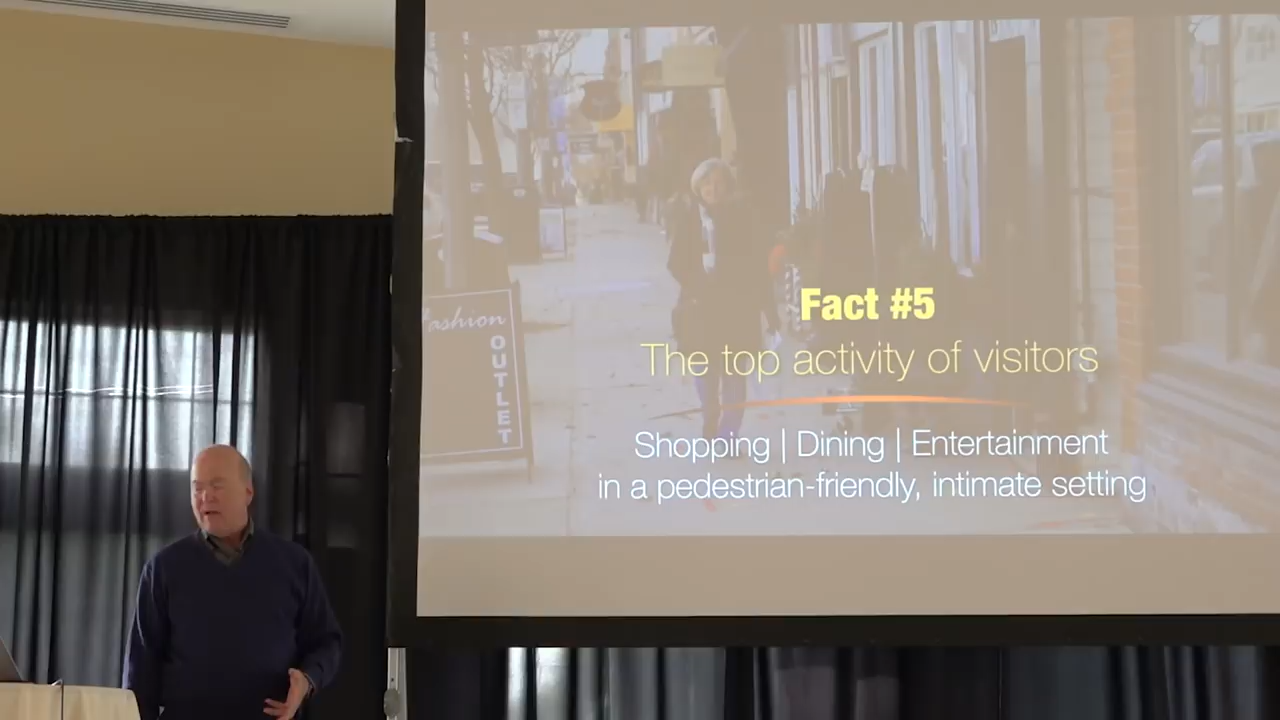 Fashion
OUTLET
Fact #5
The top activity of visitors
Shopping | Dining | Entertainment
in a pedestrian-friendly, intimate setting